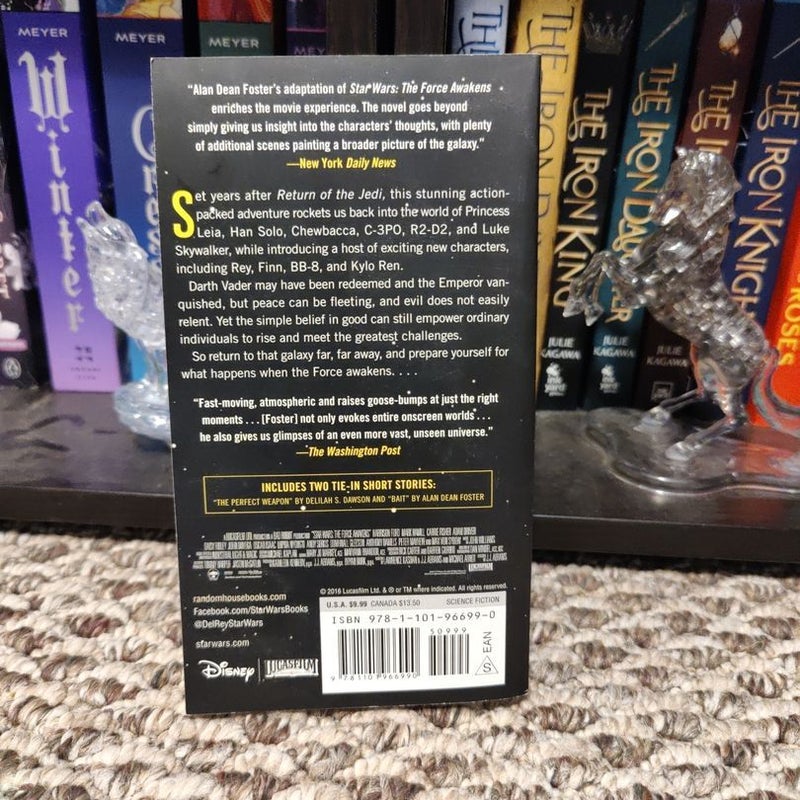 MEYER
MEYER
MEYER
MEYER
Winter
THE IRON KING
THE IRON
THE
IRON KNIGHT
JULIE
KAGAWA
JULIE
KAGAWA
JULIE
KAGAWA
ROSES
"Alan Dean Foster's adaptation of Star Wars: The Force Awakens
enriches the movie experience. The novel goes beyond
simply giving us insight into the characters' thoughts, with plenty
of additional scenes painting a broader picture of the galaxy."
—New York Daily News
Set years after Return of the Jedi, this stunning action-
packed adventure rockets us back into the world of Princess
Leia, Han Solo, Chewbacca, C-3PO, R2-D2, and Luke
Skywalker, while introducing a host of exciting new characters,
including Rey, Finn, BB-8, and Kylo Ren.
Darth Vader may have been redeemed and the Emperor van-
quished, but peace can be fleeting, and evil does not easily
relent. Yet the simple belief in good can still empower ordinary
individuals to rise and meet the greatest challenges.
So return to that galaxy far, far away, and prepare yourself for
what happens when the Force awakens. . . .
"Fast-moving, atmospheric and raises goose-bumps at just the right
moments . . . [Foster] not only evokes entire onscreen worlds . . .
he also gives us glimpses of an even more vast, unseen universe."
—The Washington Post
INCLUDES TWO TIE-IN SHORT STORIES:
"THE PERFECT WEAPON" BY DELILAH S. DAWSON AND "BAIT" BY ALAN DEAN FOSTER
© 2016 Lucasfilm Ltd. & ® or TM where indicated. All rights reserved.
randomhousebooks.com
Facebook.com/StarWarsBooks
@DelReyStarWars
starwars.com
Disney | LUCASFILM
U.S.A. $9.99 CANADA $13.50 SCIENCE FICTION
ISBN 978-1-101-96699-0
50999
S EAN
9 781101 966990